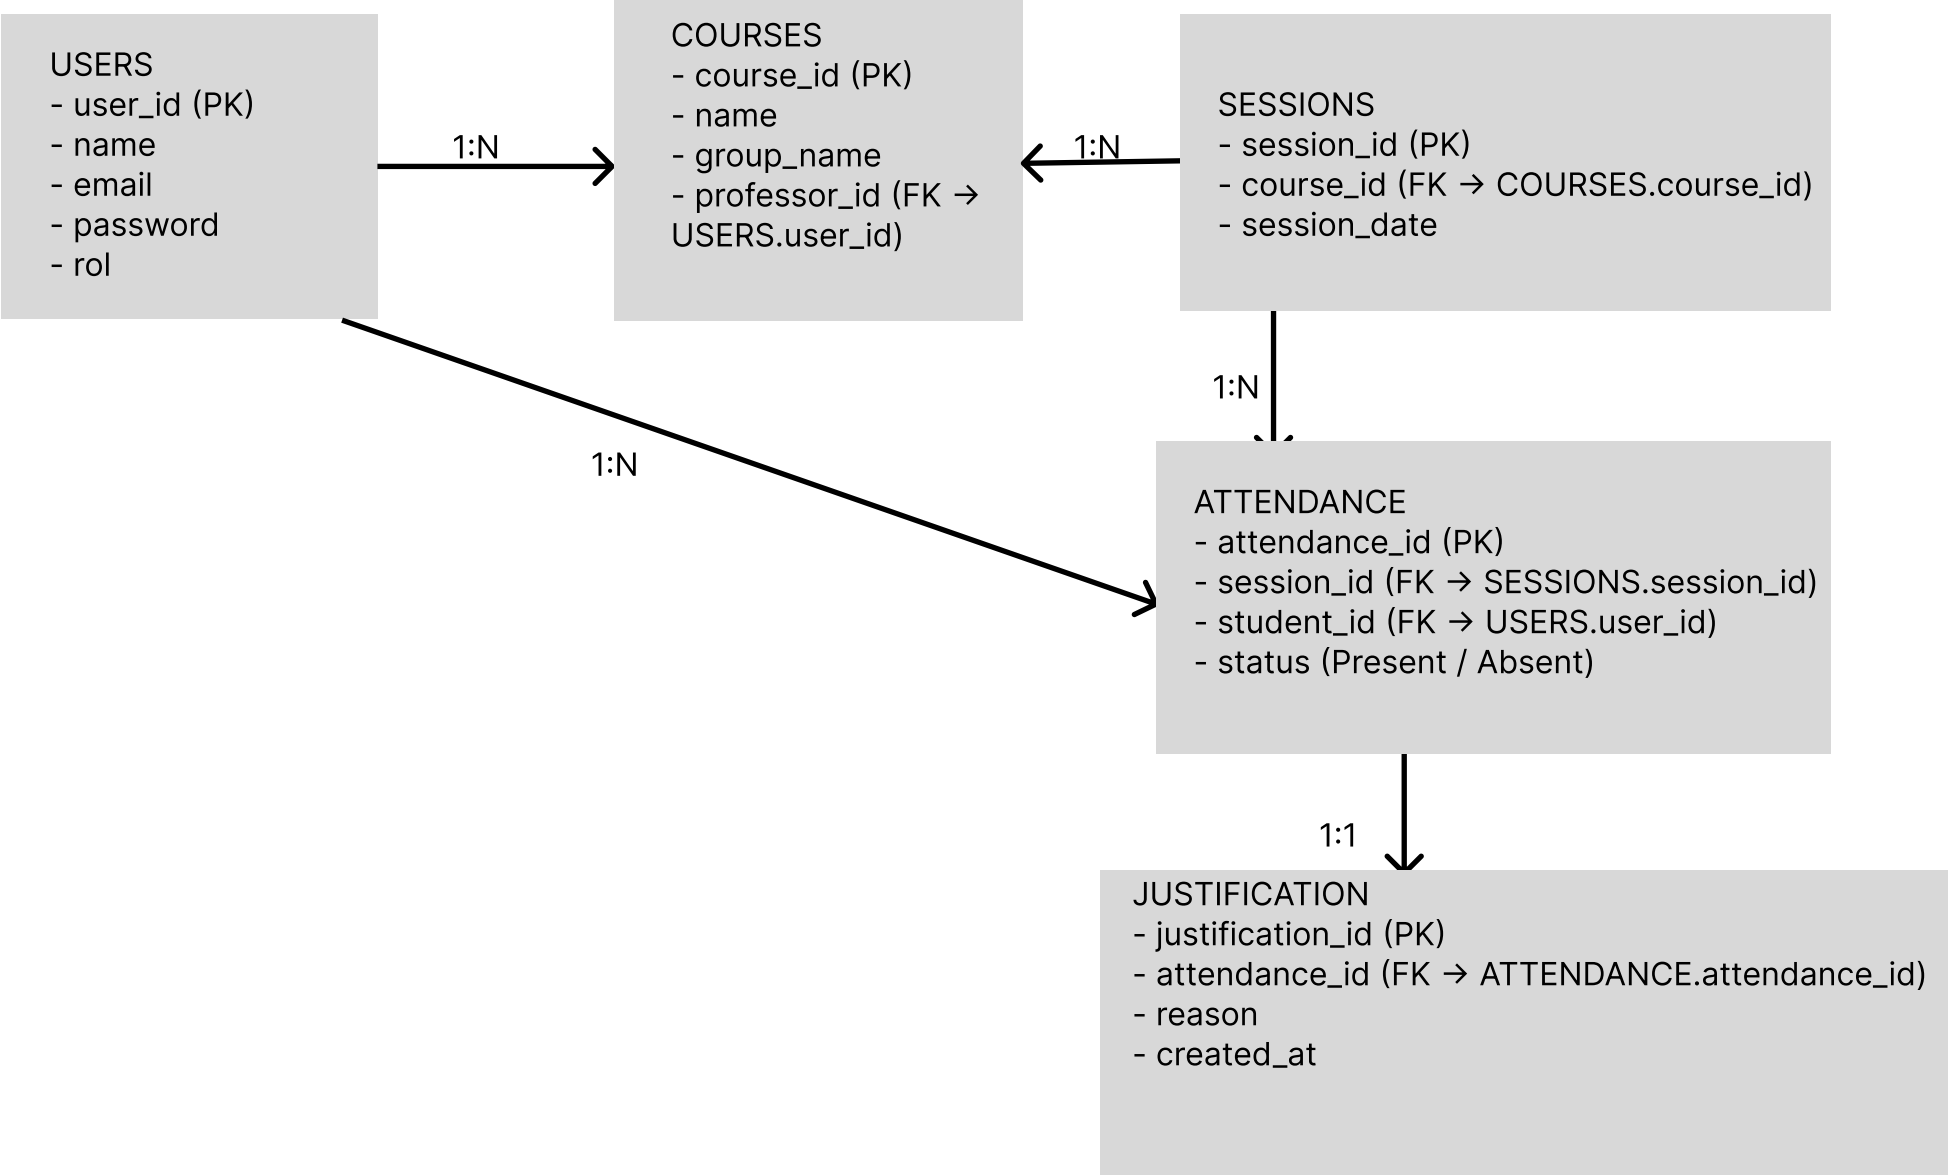 USERS
- user_id (PK)
- name
- email
- password
- rol
1:N
COURSES
- course_id (PK)
- name
- group_name
- professor_id (FK →
USERS.user_id)
1:N
SESSIONS
- session_id (PK)
- course_id (FK → COURSES.course_id)
- session_date
1:N
1:N
ATTENDANCE
- attendance_id (PK)
- session_id (FK → SESSIONS.session_id)
- student_id (FK → USERS.user_id)
- status (Present / Absent)
1:1
JUSTIFICATION
- justification_id (PK)
- attendance_id (FK → ATTENDANCE.attendance_id)
- reason
- created_at